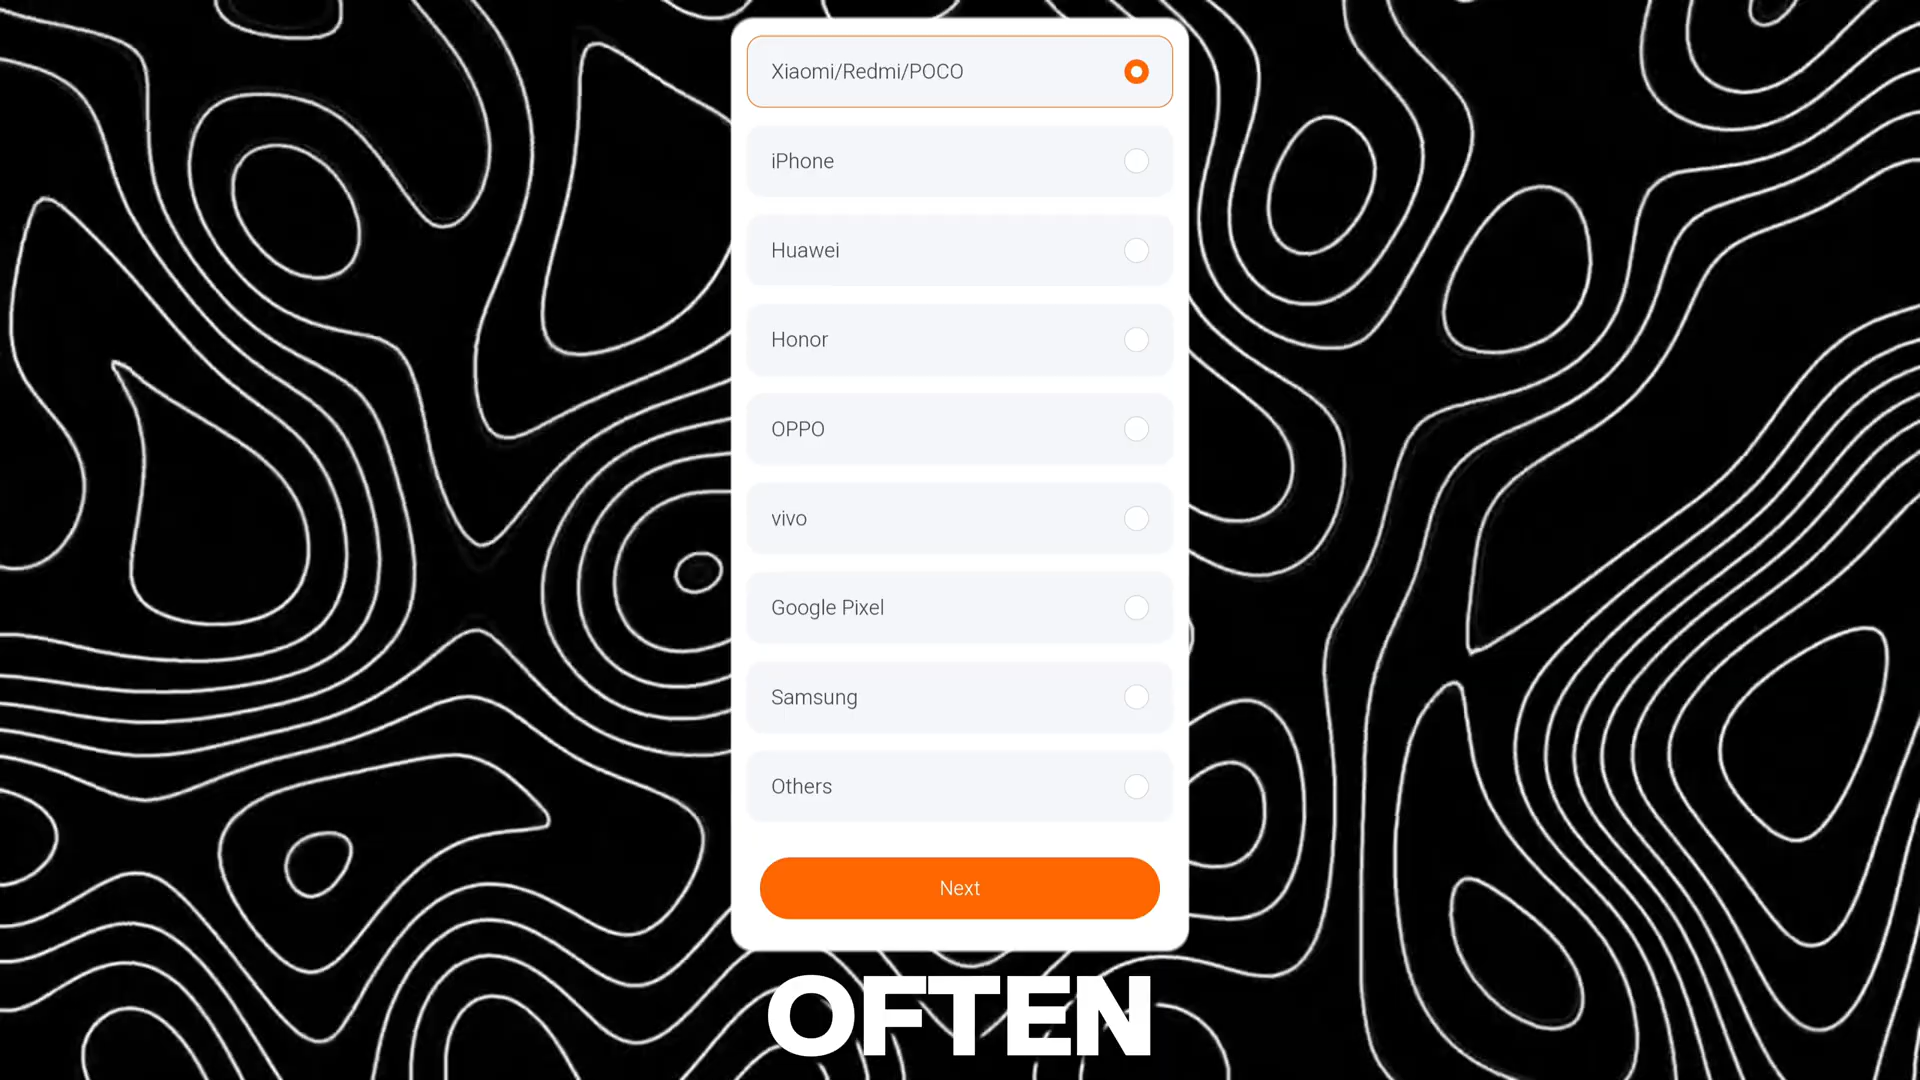 Xiaomi/Redmi/POCO
iPhone
Huawei
Honor
OPPO
vivo
Google Pixel
Samsung
Others
Next
OFTEN